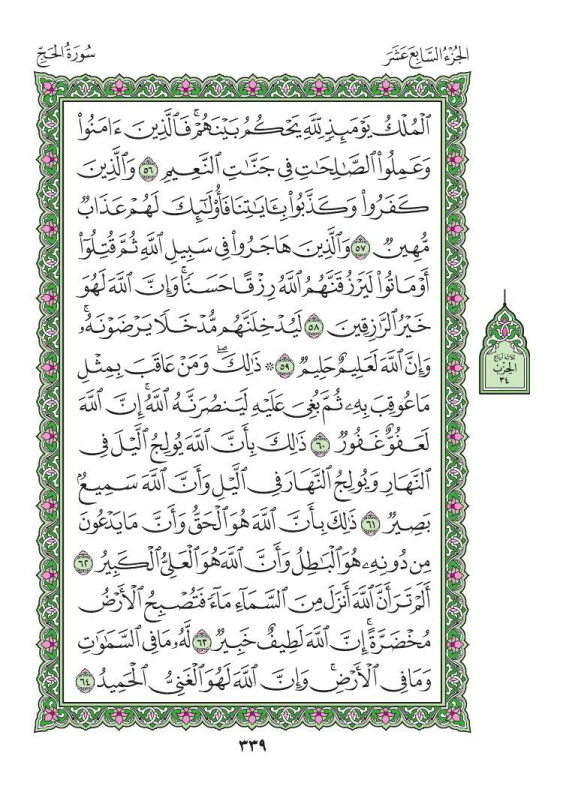 سُورَةُ الحَجّ
الجُزْءُ السَّابِعَ عَشَرَ
ٱلْمُلْكُ يَوْمَئِذٍ لِّلَّهِ يَحْكُمُ بَيْنَهُمْۚ فَٱلَّذِينَ ءَامَنُوا۟
وَعَمِلُوا۟ ٱلصَّٰلِحَٰتِ فِى جَنَّٰتِ ٱلنَّعِيمِ ٥٦ وَٱلَّذِينَ
كَفَرُوا۟ وَكَذَّبُوا۟ بِـَٔايَٰتِنَا فَأُو۟لَٰٓئِكَ لَهُمْ عَذَابٌ
مُّهِينٌ ٥٧ وَٱلَّذِينَ هَاجَرُوا۟ فِى سَبِيلِ ٱللَّهِ ثُمَّ قُتِلُوٓا۟
أَوْ مَاتُوا۟ لَيَرْزُقَنَّهُمُ ٱللَّهُ رِزْقًا حَسَنًاۚ وَإِنَّ ٱللَّهَ لَهُوَ
خَيْرُ ٱلرَّٰزِقِينَ ٥٨ لَيُدْخِلَنَّهُم مُّدْخَلًا يَرْضَوْنَهُۥۚ
وَإِنَّ ٱللَّهَ لَعَلِيمٌ حَلِيمٌ ٥٩ ۞ ذَٰلِكَۖ وَمَنْ عَاقَبَ بِمِثْلِ
مَا عُوقِبَ بِهِۦ ثُمَّ بُغِىَ عَلَيْهِ لَيَنصُرَنَّهُ ٱللَّهُۚ إِنَّ ٱللَّهَ
لَعَفُوٌّ غَفُورٌ ٦٠ ذَٰلِكَ بِأَنَّ ٱللَّهَ يُولِجُ ٱلَّيْلَ فِى
ٱلنَّهَارِ وَيُولِجُ ٱلنَّهَارَ فِى ٱلَّيْلِ وَأَنَّ ٱللَّهَ سَمِيعٌۢ
بَصِيرٌ ٦١ ذَٰلِكَ بِأَنَّ ٱللَّهَ هُوَ ٱلْحَقُّ وَأَنَّ مَا يَدْعُونَ
مِن دُونِهِۦ هُوَ ٱلْبَٰطِلُ وَأَنَّ ٱللَّهَ هُوَ ٱلْعَلِىُّ ٱلْكَبِيرُ ٦٢
أَلَمْ تَرَ أَنَّ ٱللَّهَ أَنزَلَ مِنَ ٱلسَّمَآءِ مَآءً فَتُصْبِحُ ٱلْأَرْضُ
مُخْضَرَّةًۗ إِنَّ ٱللَّهَ لَطِيفٌ خَبِيرٌ ٦٣ لَّهُۥ مَا فِى ٱلسَّمَٰوَٰتِ
وَمَا فِى ٱلْأَرْضِۗ وَإِنَّ ٱللَّهَ لَهُوَ ٱلْغَنِىُّ ٱلْحَمِيدُ ٦٤
ثلاثة أرباع
الحِزْب
٣٤
٣٣٩